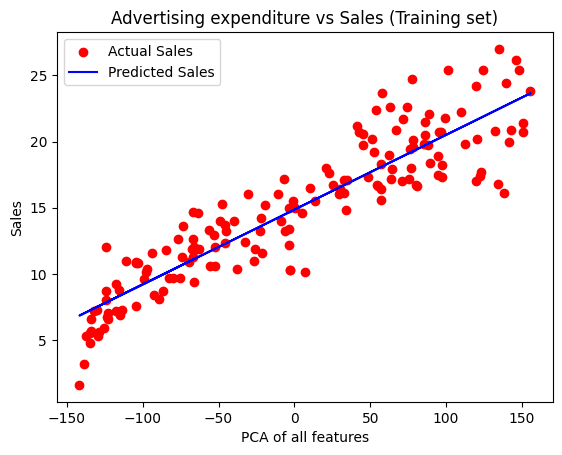 Advertising expenditure vs Sales (Training set)
Actual Sales
Predicted Sales
Sales
25
20
15
10
5
−150
−100
−50
0
50
100
150
PCA of all features